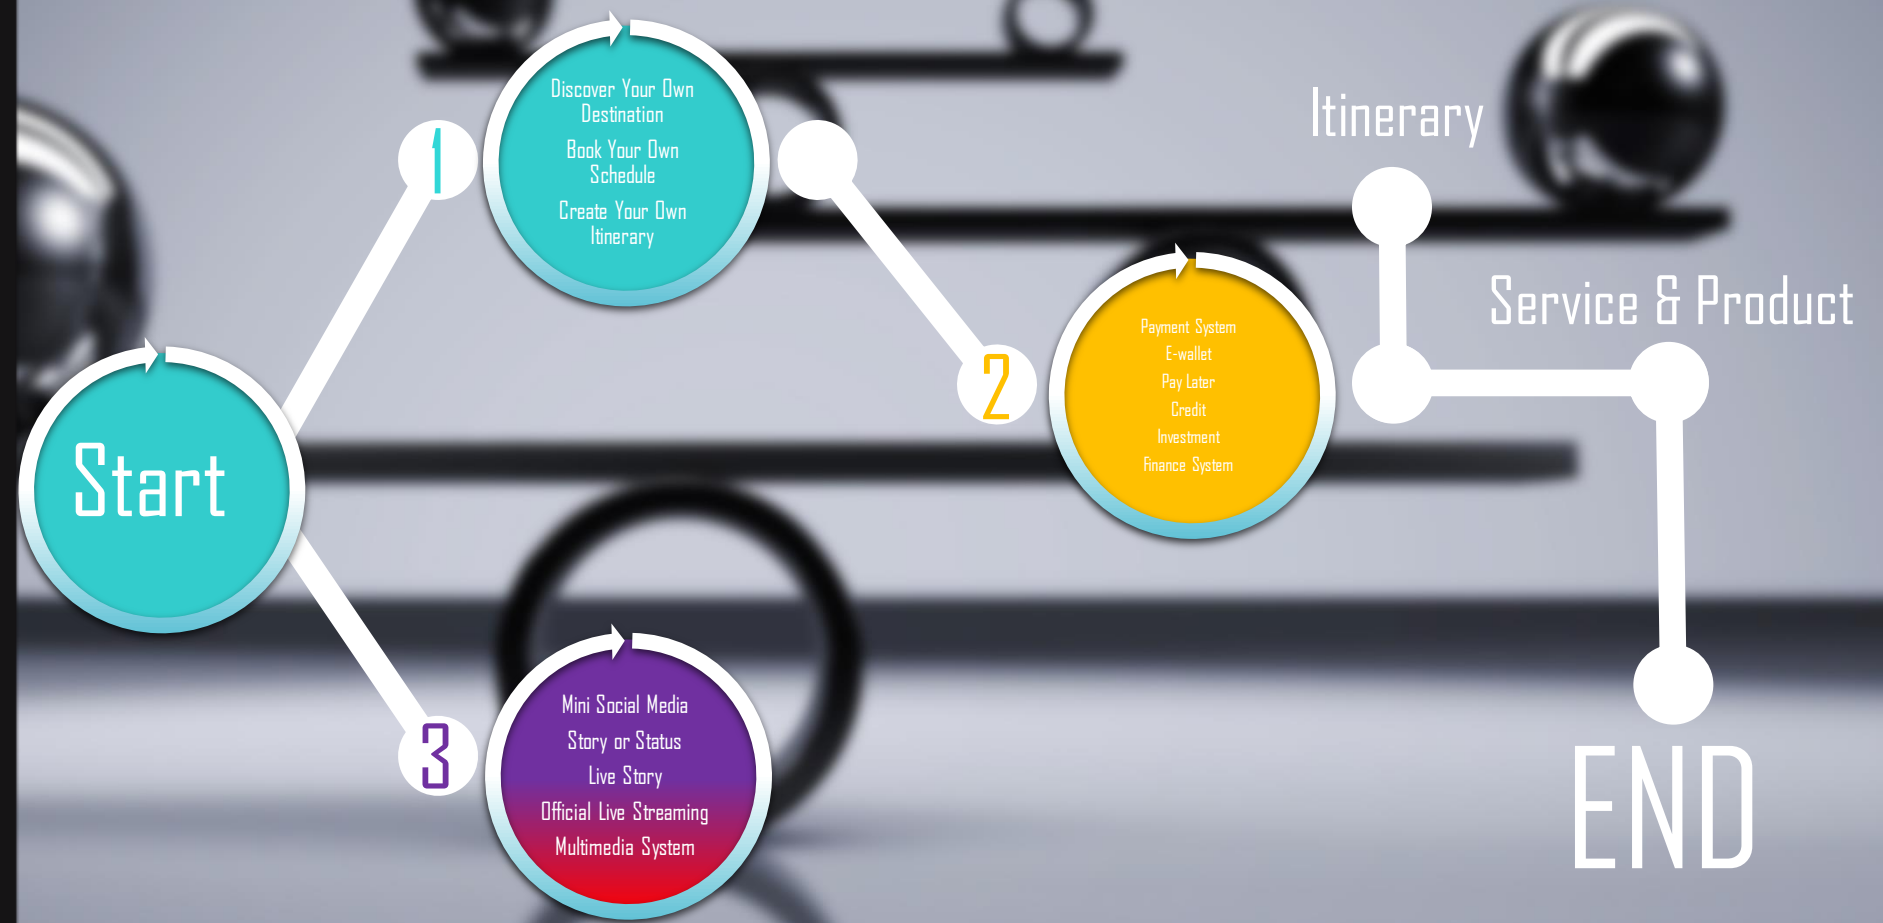 Start
1
Discover Your Own
Destination
Book Your Own
Schedule
Create Your Own
Itinerary
2
Payment System
E-wallet
Pay Later
Credit
Investment
Finance System
Itinerary
Service & Product
END
3
Mini Social Media
Story or Status
Live Story
Official Live Streaming
Multimedia System